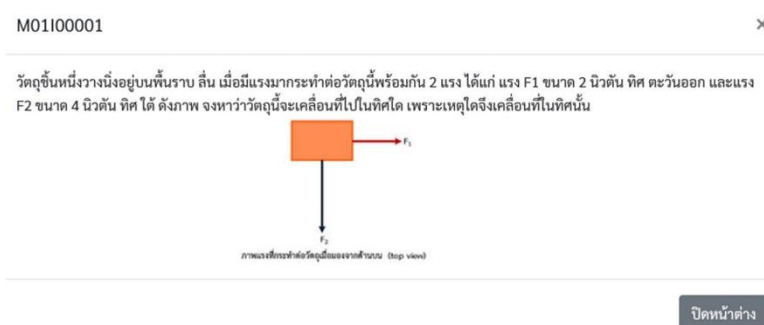 M01I00001
×
วัตถุชิ้นหนึ่งวางนิ่งอยู่บนพื้นราบ ลื่น เมื่อมีแรงมากระทำต่อวัตถุนี้พร้อมกัน 2 แรง ได้แก่ แรง F1 ขนาด 2 นิวตัน ทิศ ตะวันออก และแรง
F2 ขนาด 4 นิวตัน ทิศ ใต้ ดังภาพ จงหาว่าวัตถุนี้จะเคลื่อนที่ไปในทิศใด เพราะเหตุใดจึงเคลื่อนที่ในทิศนั้น
F₁
F₂
ภาพแรงที่กระทำต่อวัตถุเมื่อมองจากด้านบน (top view)
ปิดหน้าต่าง